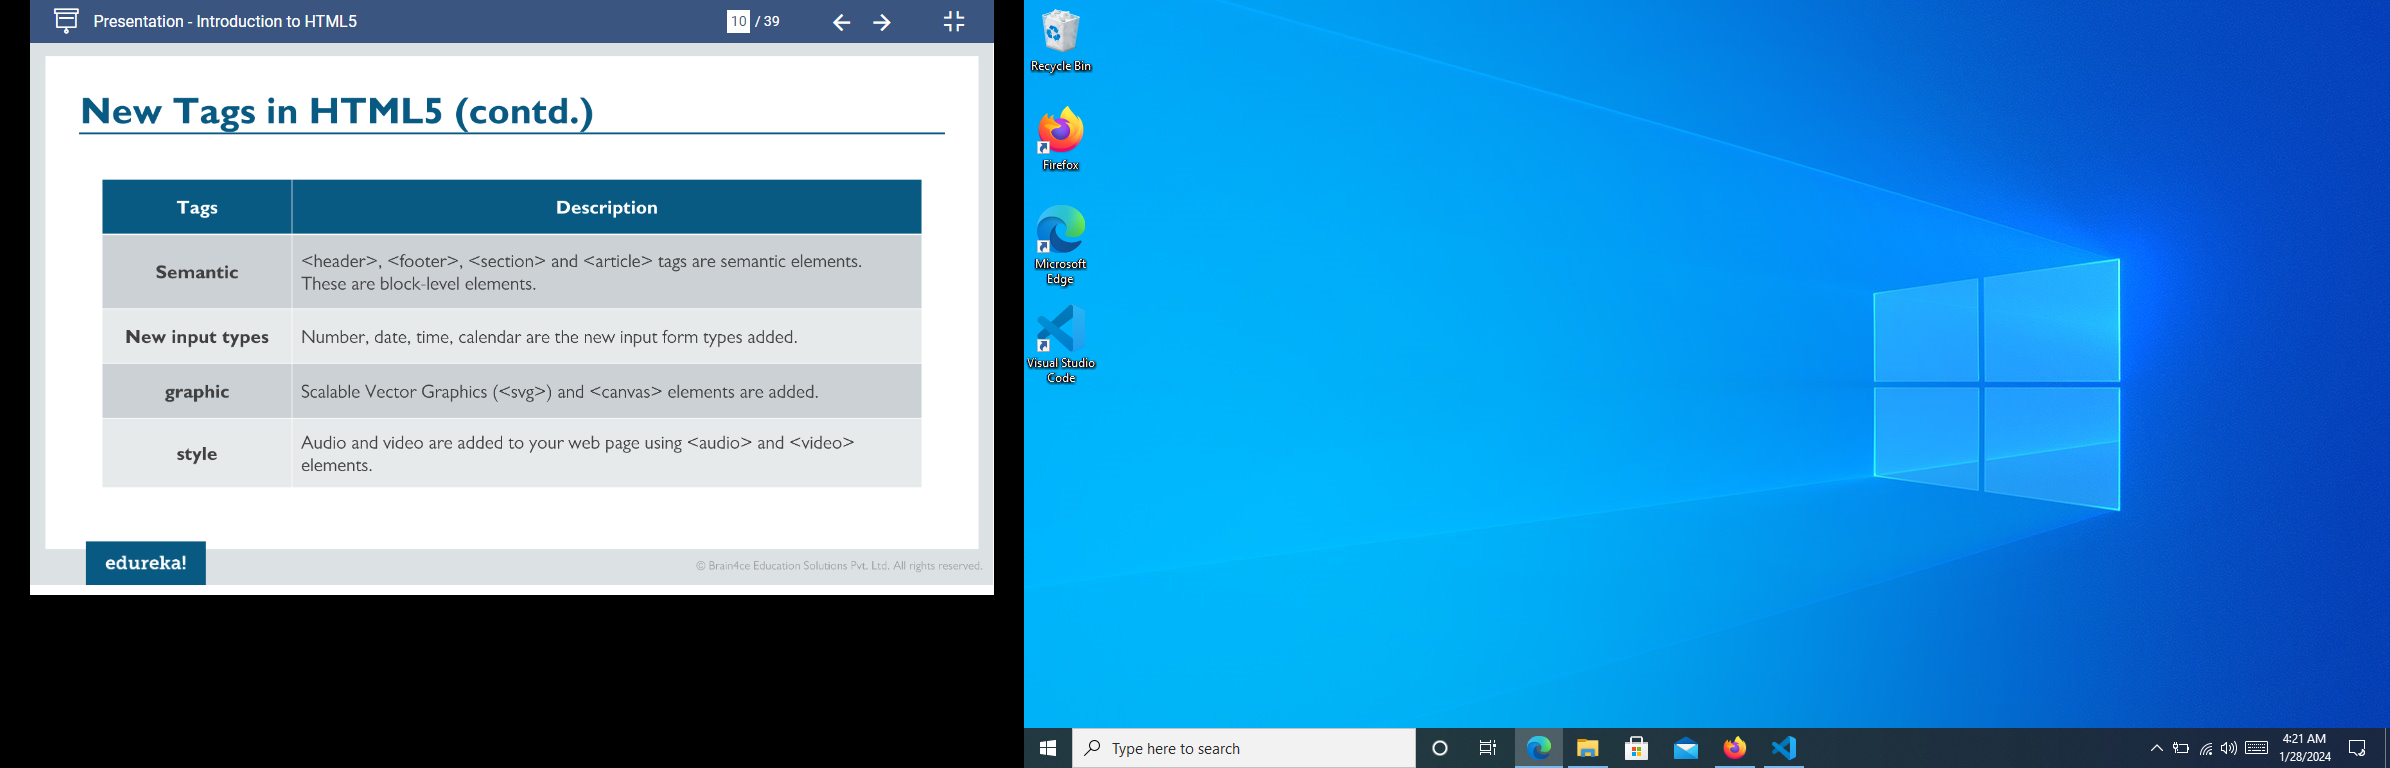 Presentation - Introduction to HTML5
10 / 39
New Tags in HTML5 (contd.)
Tags
Description
Semantic
<header>, <footer>, <section> and <article> tags are semantic elements.
These are block-level elements.
New input types
Number, date, time, calendar are the new input form types added.
graphic
Scalable Vector Graphics (<svg>) and <canvas> elements are added.
style
Audio and video are added to your web page using <audio> and <video>
elements.
edureka!
© Brain4ce Education Solutions Pvt. Ltd. All rights reserved.
Recycle Bin
Firefox
Microsoft
Edge
Visual Studio
Code
Type here to search
4:21 AM
1/28/2024